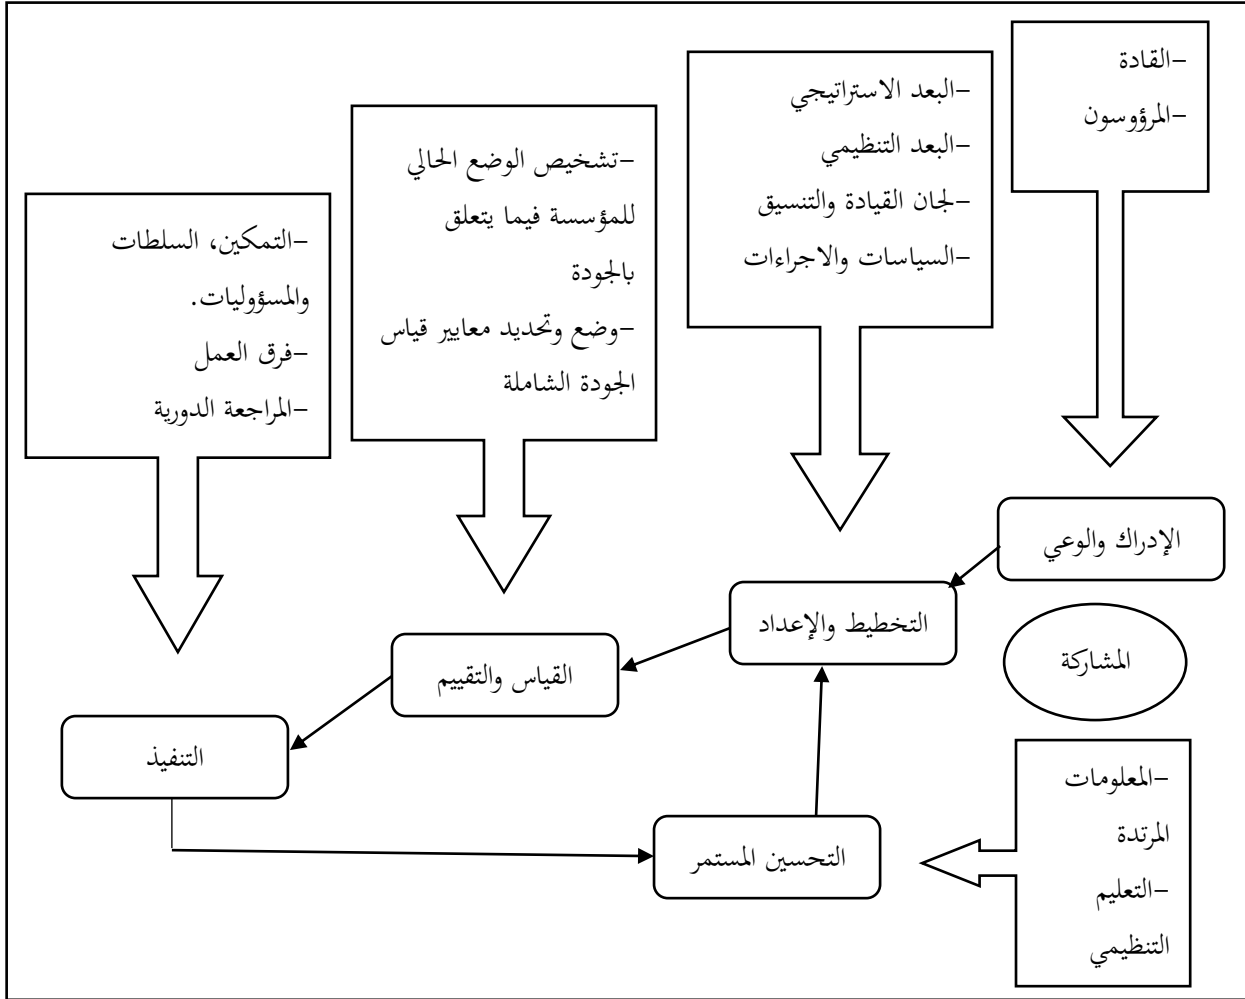 -القادة
-المرؤوسون
-البعد الاستراتيجي
-البعد التنظيمي
-لجان القيادة والتنسيق
-السياسات والاجراءات
-تشخيص الوضع الحالي
للمؤسسة فيما يتعلق
بالجودة
-وضع وتحديد معايير قياس
الجودة الشاملة
-التمكين، السلطات
والمسؤوليات.
-فرق العمل
-المراجعة الدورية
الإدراك والوعي
التخطيط والإعداد
القياس والتقييم
التنفيذ
المشاركة
التحسين المستمر
-المعلومات
المرتدة
-التعليم
التنظيمي